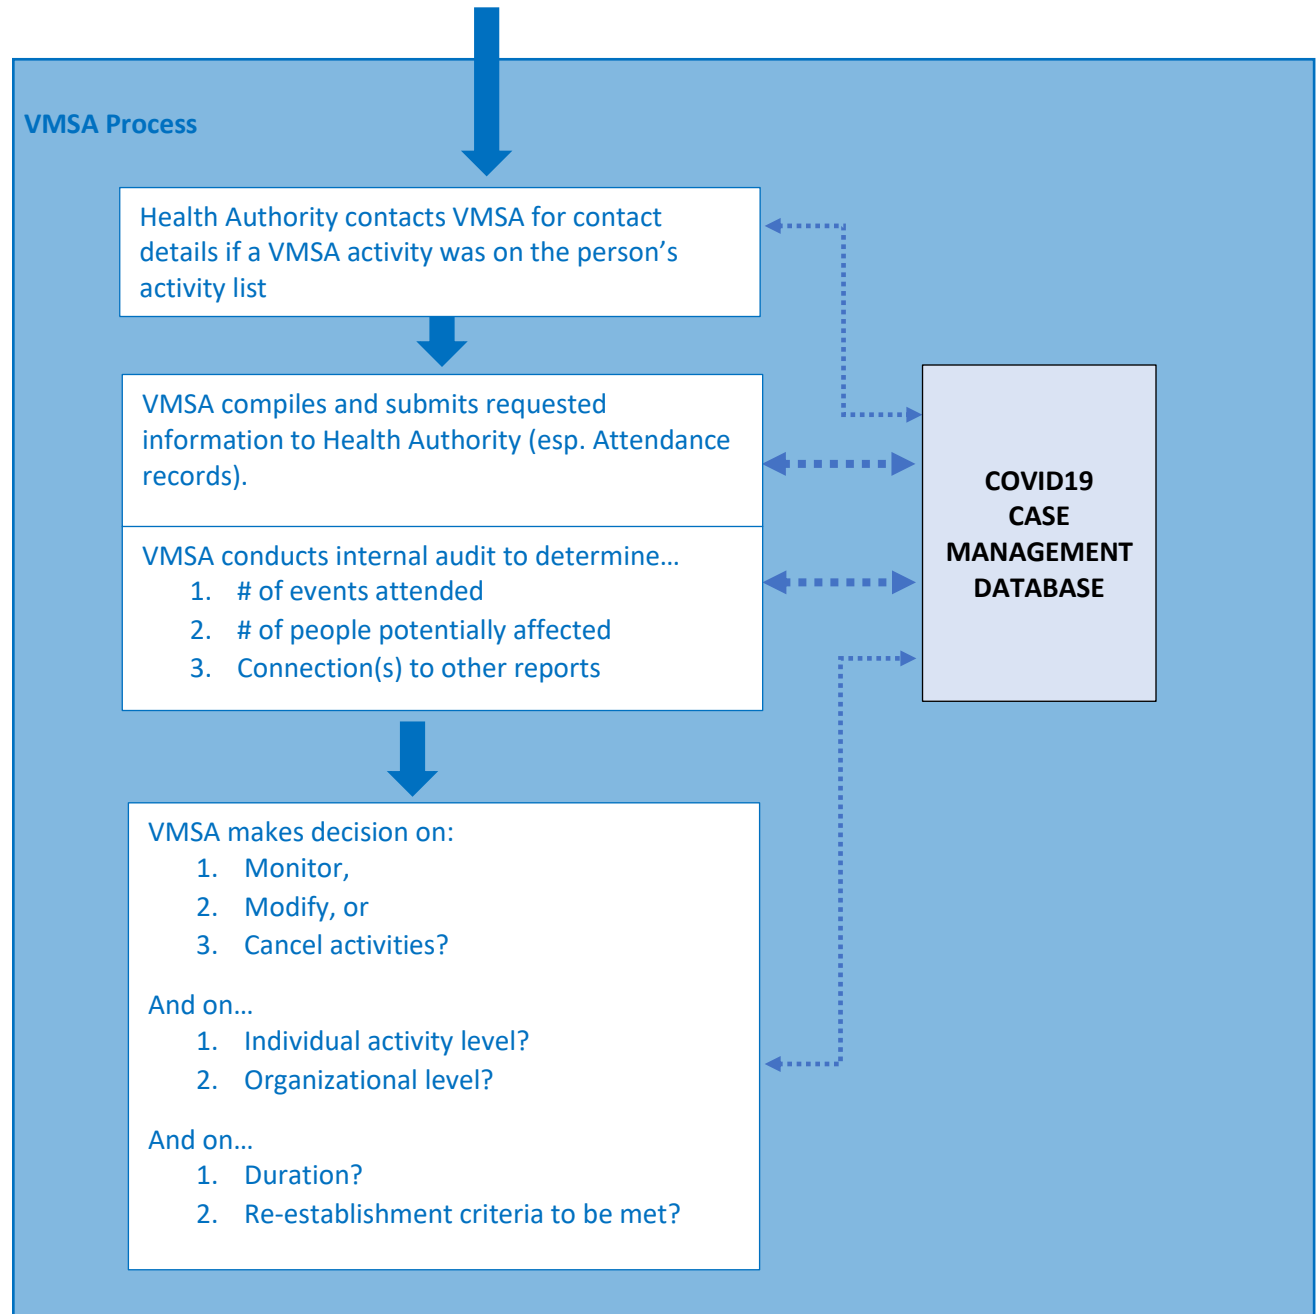 VMSA Process
Health Authority contacts VMSA for contact
details if a VMSA activity was on the person’s
activity list
VMSA compiles and submits requested
information to Health Authority (esp. Attendance
records).
VMSA conducts internal audit to determine…
1. # of events attended
2. # of people potentially affected
3. Connection(s) to other reports
COVID19
CASE
MANAGEMENT
DATABASE
VMSA makes decision on:
1. Monitor,
2. Modify, or
3. Cancel activities?
And on…
1. Individual activity level?
2. Organizational level?
And on…
1. Duration?
2. Re-establishment criteria to be met?